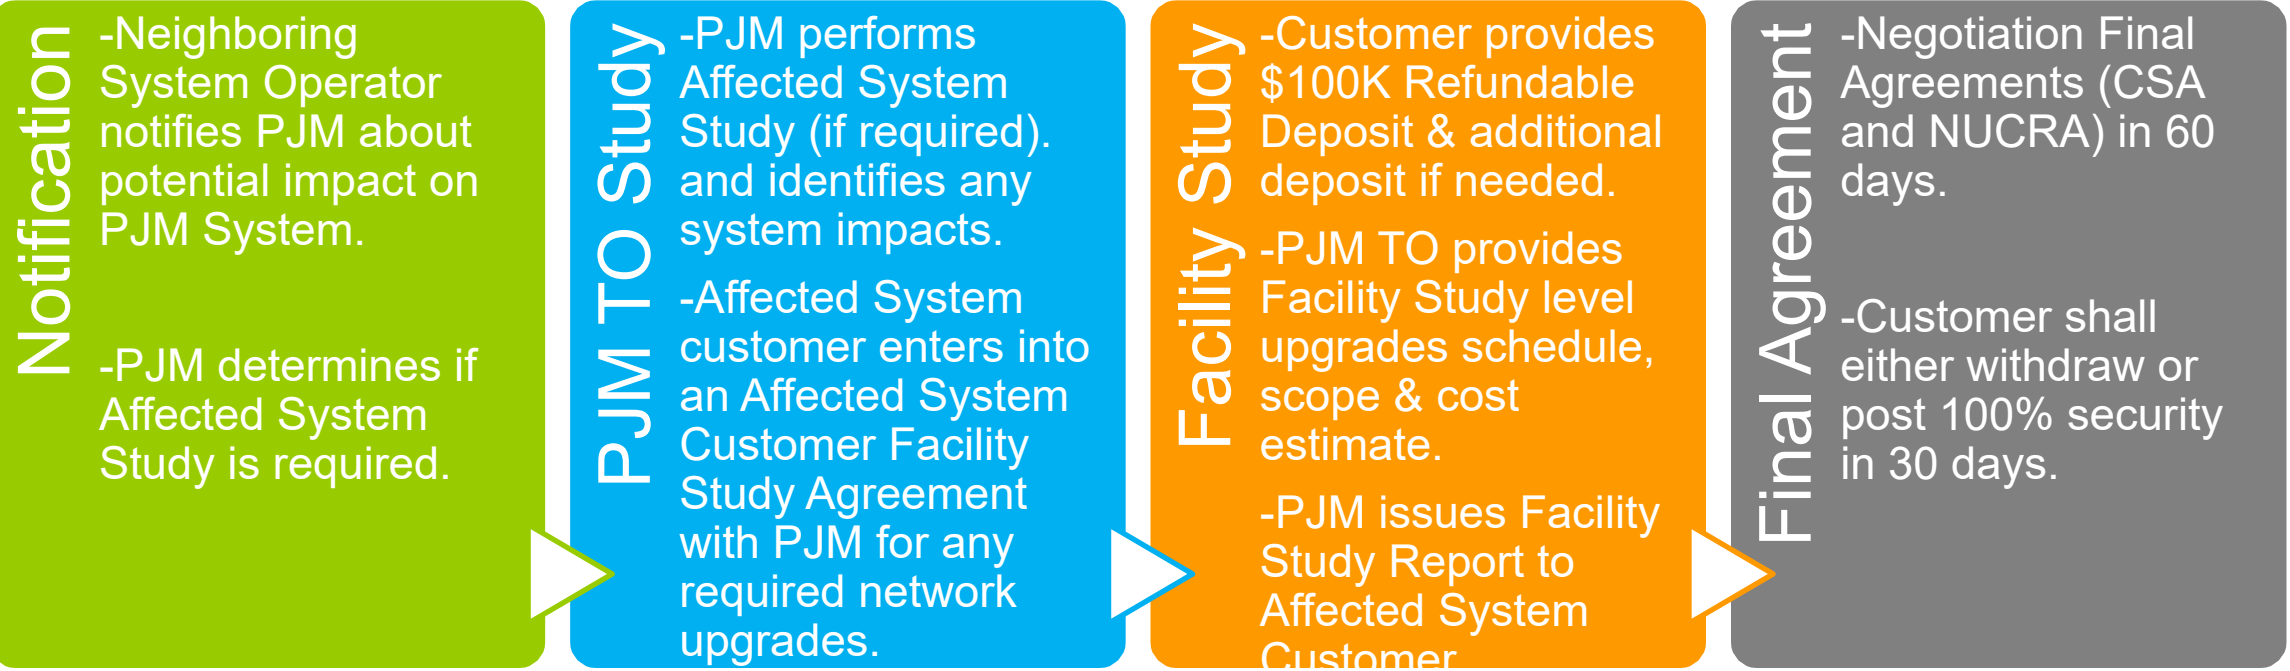 Notification
-Neighboring
System Operator
notifies PJM about
potential impact on
PJM System.
-PJM determines if
Affected System
Study is required.
PJM TO Study
-PJM performs
Affected System
Study (if required).
and identifies any
system impacts.
-Affected System
customer enters into
an Affected System
Customer Facility
Study Agreement
with PJM for any
required network
upgrades.
Facility Study
-Customer provides
$100K Refundable
Deposit & additional
deposit if needed.
-PJM TO provides
Facility Study level
upgrades schedule,
scope & cost
estimate.
-PJM issues Facility
Study Report to
Affected System
Customer
Final Agreement
-Negotiation Final
Agreements (CSA
and NUCRA) in 60
days.
-Customer shall
either withdraw or
post 100% security
in 30 days.